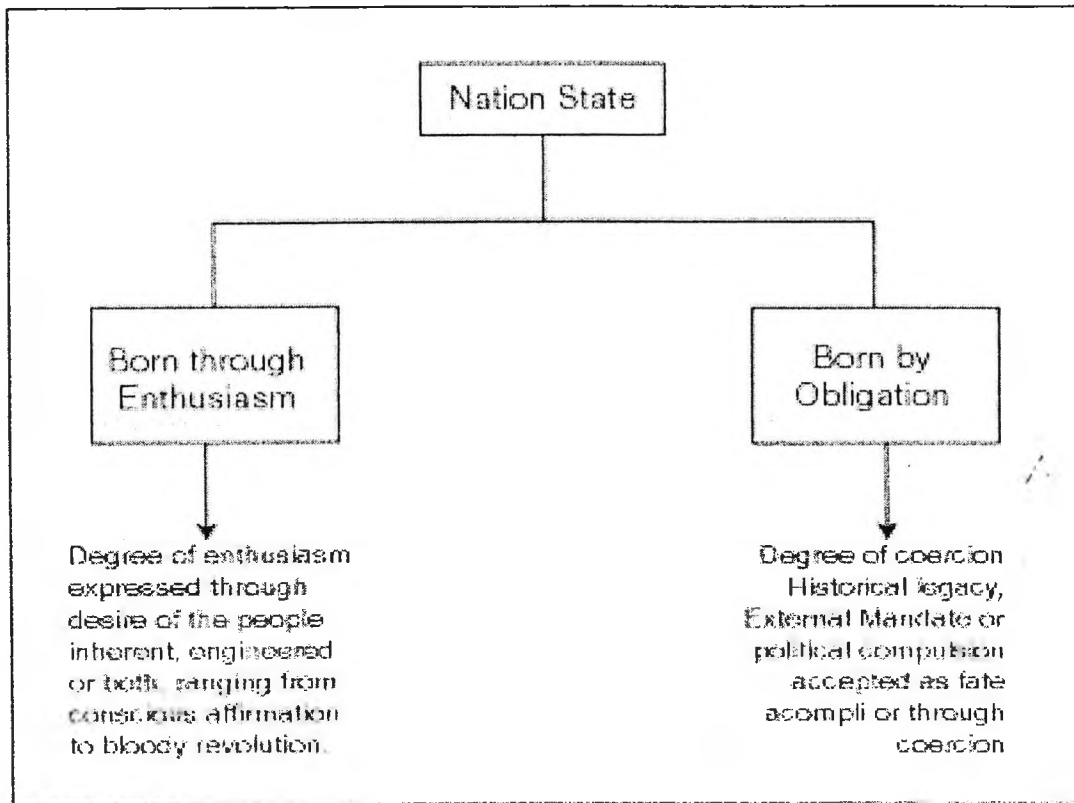 Nation State
Born through
Enthusiasm
Born by
Obligation
Degree of enthusiasm
expressed through
desire of the people
inherent, engineered
or both, ranging from
conscious affirmation
to bloody revolution.
Degree of coercion
Historical legacy,
External Mandate or
political compulsion
accepted as fate
acompli or through
coercion